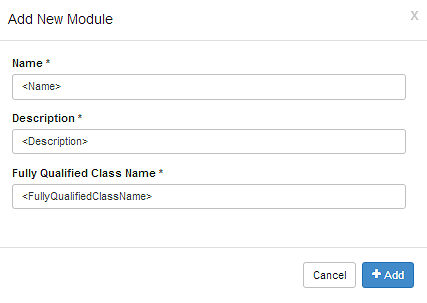 Add New Module
X
Name *
<Name>
Description *
<Description>
Fully Qualified Class Name *
<FullyQualifiedClassName>
Cancel
+ Add